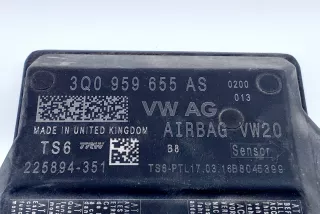 3Q0 959 655 AS
0200
013
VW AG
MADE IN UNITED KINGDOM
AIRBAG VW20
TS6 TRW
B8 Sensor
225894-351
TS6-PTL17.03.16B8045399